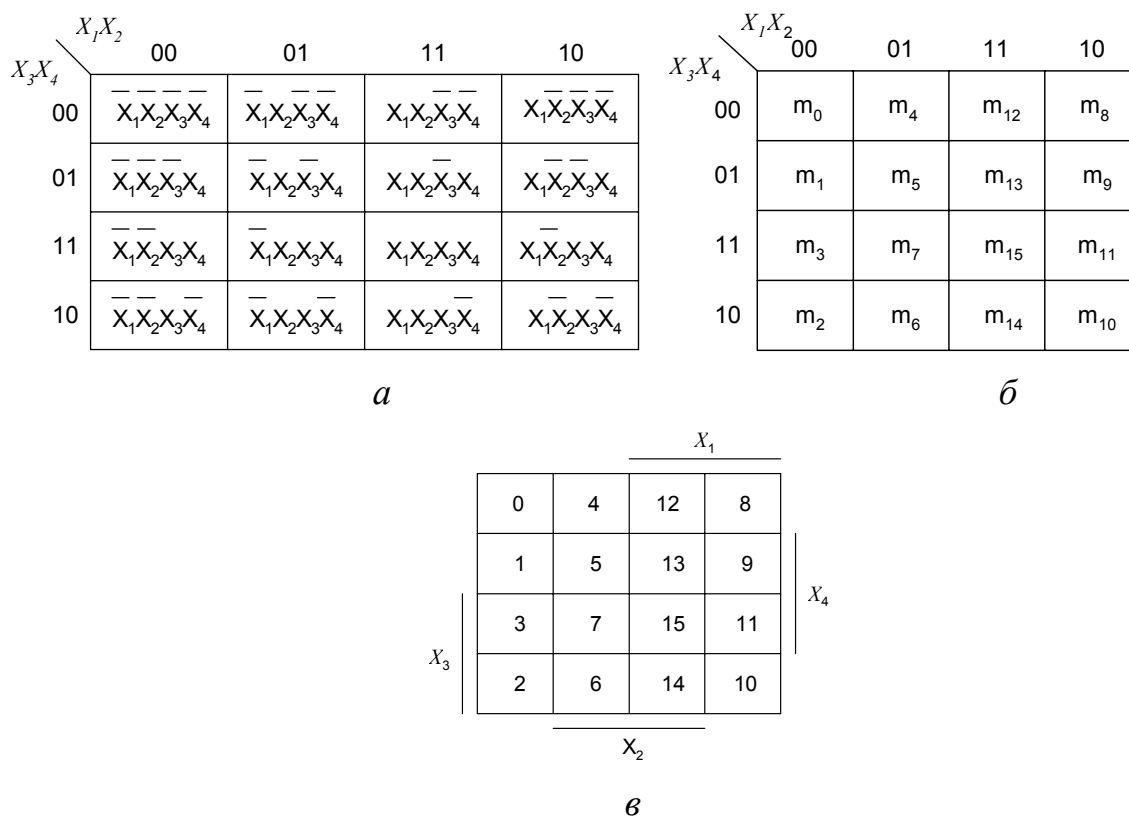 X₁X₂ 00 01 11 10
X₃X₄
00 X̅₁X̅₂X̅₃X̅₄ X̅₁X₂X̅₃X̅₄ X₁X₂X̅₃X̅₄ X₁X̅₂X̅₃X̅₄
01 X̅₁X̅₂X̅₃X₄ X̅₁X₂X̅₃X₄ X₁X₂X̅₃X₄ X₁X̅₂X̅₃X₄
11 X̅₁X̅₂X₃X₄ X̅₁X₂X₃X₄ X₁X₂X₃X₄ X₁X̅₂X₃X₄
10 X̅₁X̅₂X₃X̅₄ X̅₁X₂X₃X̅₄ X₁X₂X₃X̅₄ X₁X̅₂X₃X̅₄
а
X₁X₂ 00 01 11 10
X₃X₄
00 m₀ m₄ m₁₂ m₈
01 m₁ m₅ m₁₃ m₉
11 m₃ m₇ m₁₅ m₁₁
10 m₂ m₆ m₁₄ m₁₀
б
X₁
0 4 12 8
1 5 13 9
X₄
3 7 15 11
X₃
2 6 14 10
X₂
в